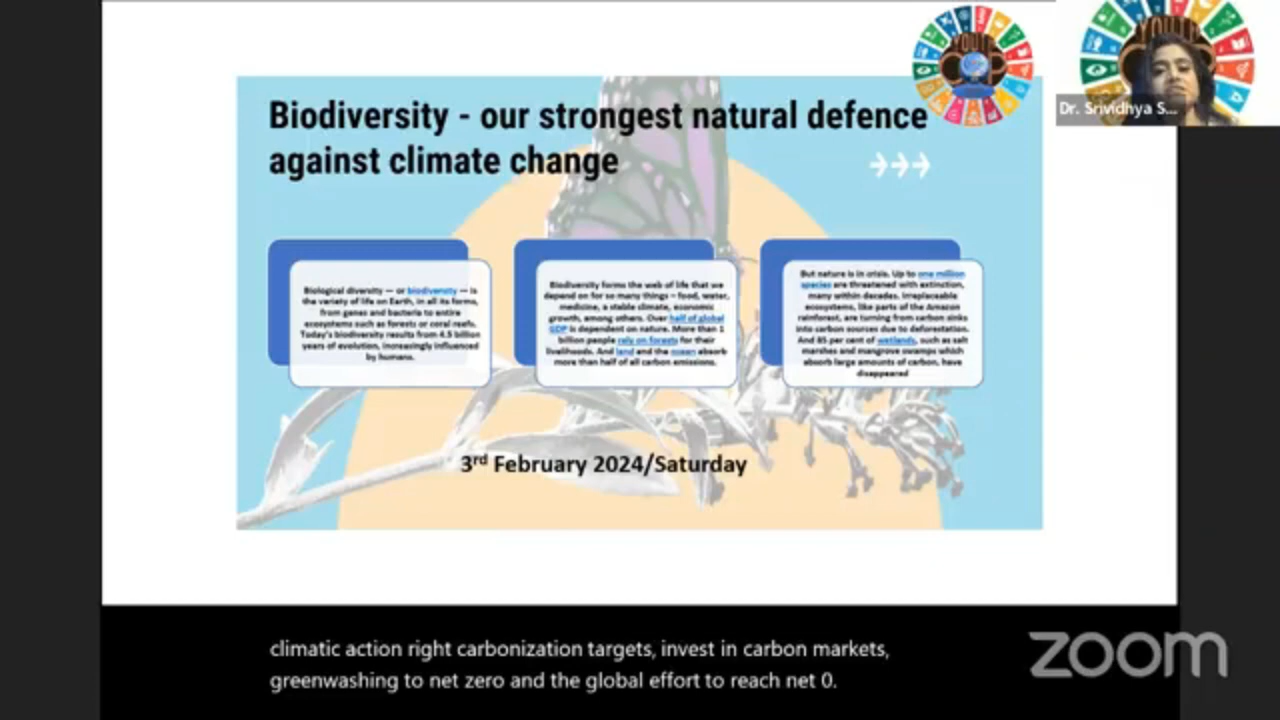 Biodiversity - our strongest natural defence
against climate change
YOUTH
COP
Dr. Srividhya S...
Biological diversity — or biodiversity — is
the variety of life on Earth, in all its forms,
from genes and bacteria to entire
ecosystems such as forests or coral reefs.
Today's biodiversity results from 4.5 billion
years of evolution, increasingly influenced
by humans.
Biodiversity forms the web of life that we
depend on for so many things – food, water,
medicine, a stable climate, economic
growth, among others. Over half of global
GDP is dependent on nature. More than 1
billion people rely on forests for their
livelihoods. And land and the ocean absorb
more than half of all carbon emissions.
But nature is in crisis. Up to one million
species are threatened with extinction,
many within decades. Irreplaceable
ecosystems, like parts of the Amazon
rainforest, are turning from carbon sinks
into carbon sources due to deforestation.
And 85 per cent of wetlands, such as salt
marshes and mangrove swamps which
absorb large amounts of carbon, have
disappeared
3rd February 2024/Saturday
climatic action right carbonization targets, invest in carbon markets,
greenwashing to net zero and the global effort to reach net 0.
zoom